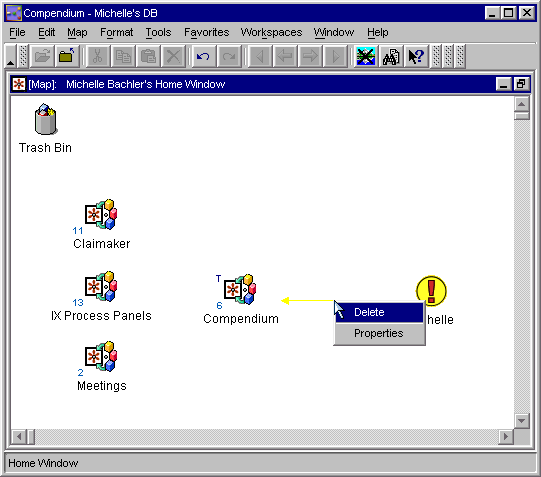 Compendium - Michelle's DB
File Edit Map Format Tools Favorites Workspaces Window Help
[Map]: Michelle Bachler's Home Window
Trash Bin
11
Claimaker
13
IX Process Panels
T
6
Compendium
Delete
helle
Properties
2
Meetings
Home Window